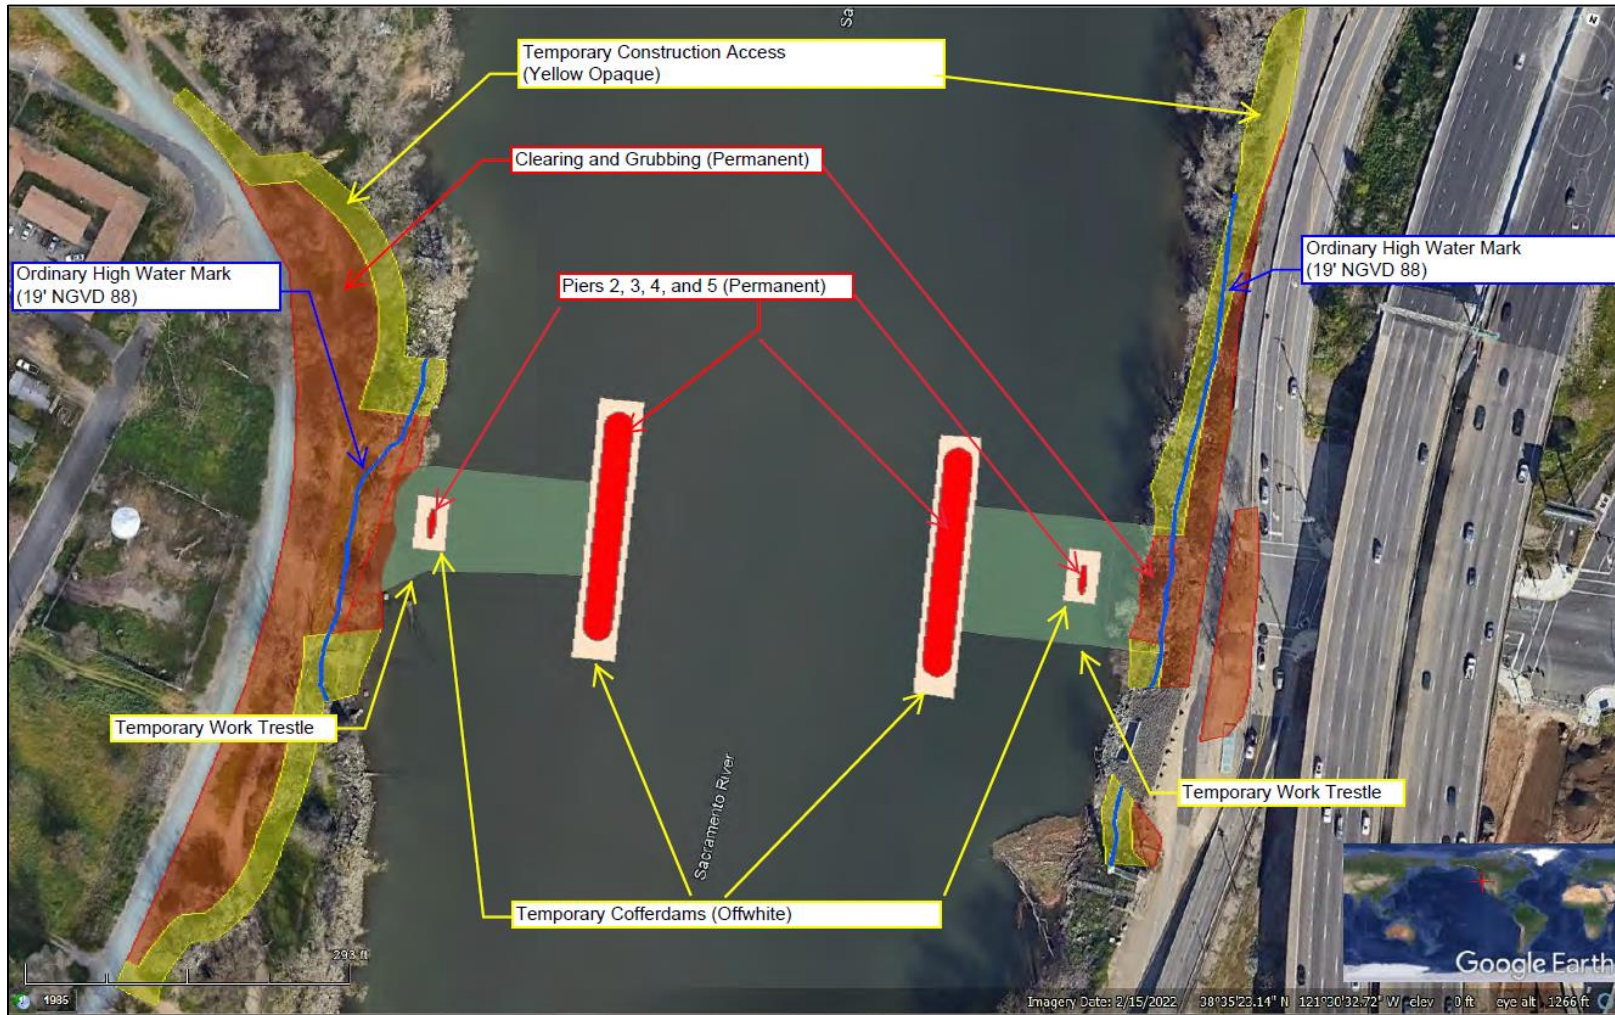 Sa
Temporary Construction Access
(Yellow Opaque)
Clearing and Grubbing (Permanent)
Ordinary High Water Mark
(19' NGVD 88)
Ordinary High Water Mark
(19' NGVD 88)
Piers 2, 3, 4, and 5 (Permanent)
Temporary Work Trestle
Temporary Work Trestle
Sacramento River
Temporary Cofferdams (Offwhite)
293 ft
Google Earth
1985
Imagery Date: 2/15/2022 38°35'23.14" N 121°30'32.72" W elev 0 ft eye alt 1266 ft
N